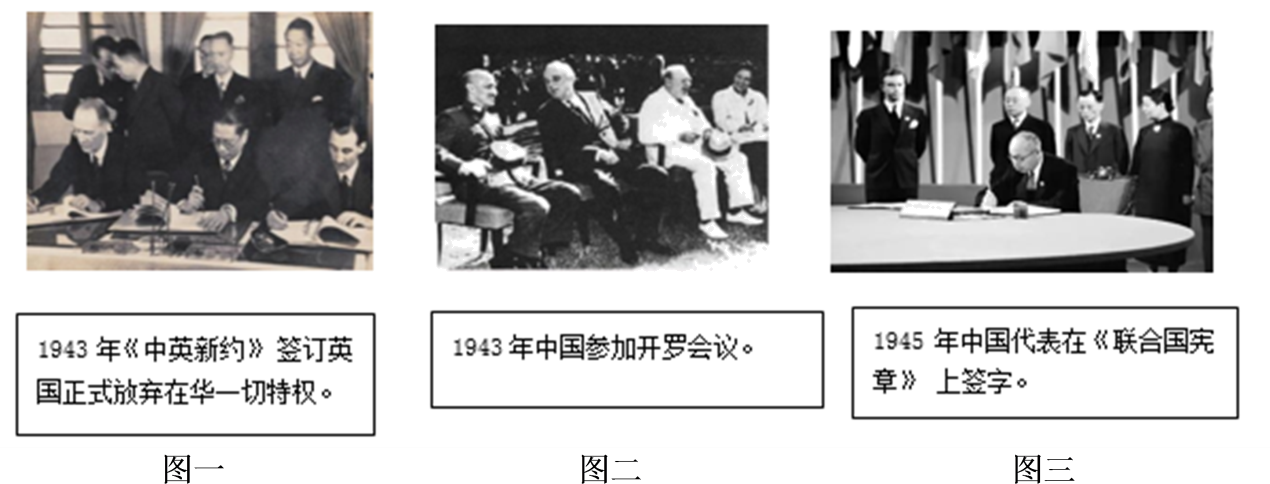 1943 年《中英新约》 签订英
国正式放弃在华一切特权。
1943 年中国参加开罗会议。
1945 年中国代表在《联合国宪
章》 上签字。
图一
图二
图三